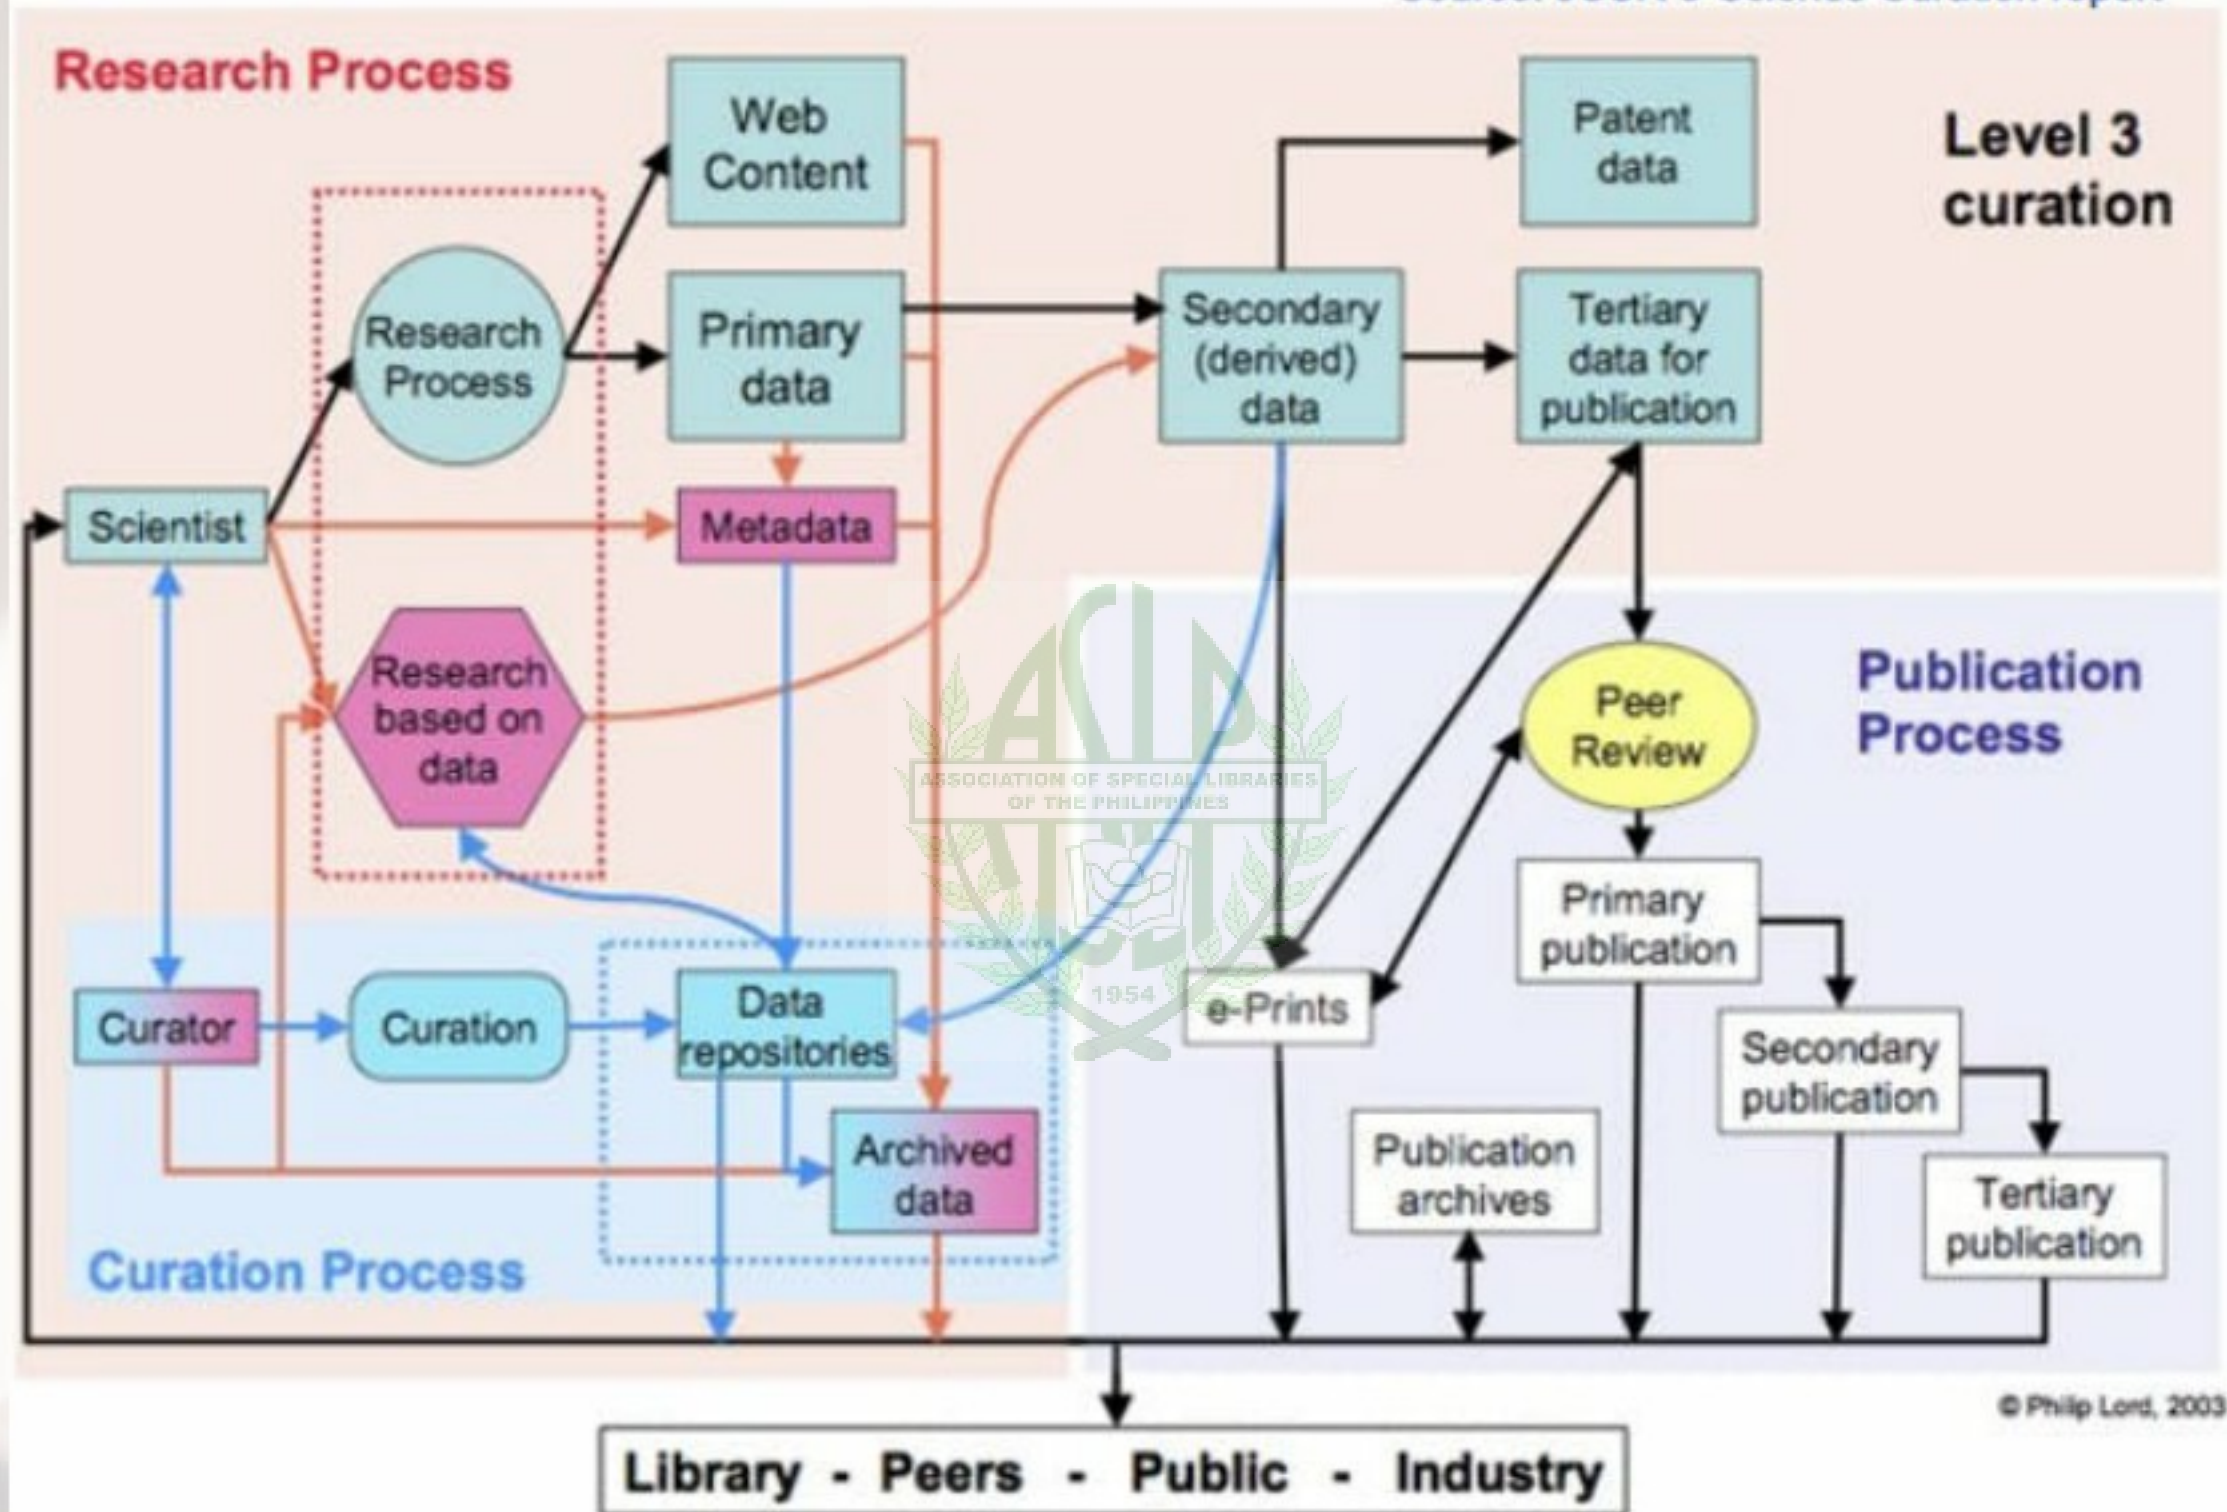 Research Process
Web
Content
Patent
data
Level 3
curation
Research
Process
Primary
data
Secondary
(derived)
data
Tertiary
data for
publication
Scientist
Metadata
Research
based on
data
Peer
Review
Publication
Process
ASSOCIATION OF SPECIAL LIBRARIES
OF THE PHILIPPINES
1954
Primary
publication
Curator
Curation
Data
repositories
e-Prints
Secondary
publication
Archived
data
Publication
archives
Tertiary
publication
Curation Process
© Philip Lord, 2003
Library - Peers - Public - Industry